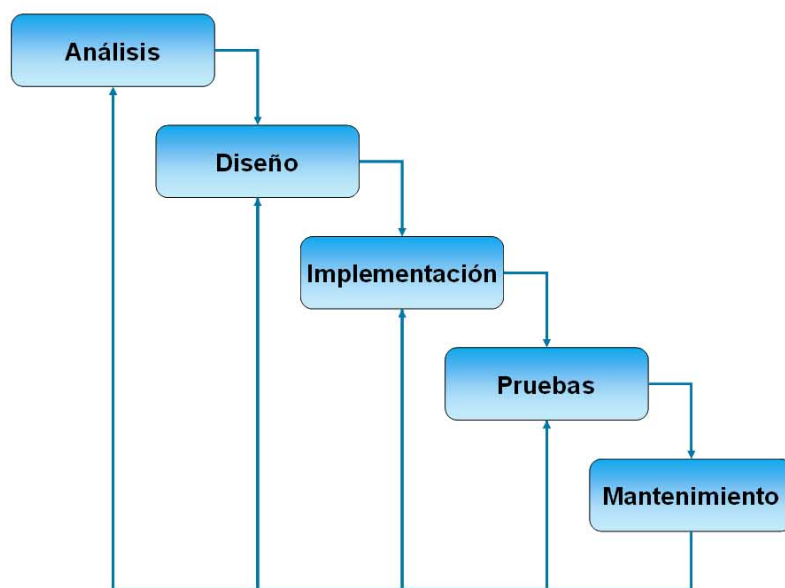 Análisis
Diseño
Implementación
Pruebas
Mantenimiento